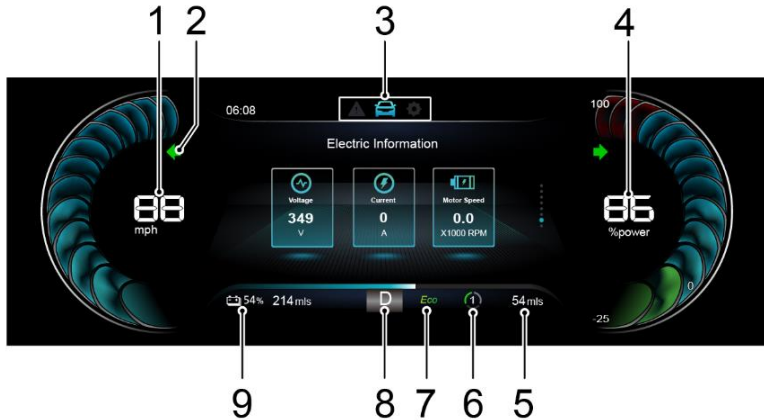 1 2 3 4
06:08
100
Electric Information
Voltage
349
V
Current
0
A
Motor Speed
0.0
X1000 RPM
88
mph
%power
0
-25
54% 214 mls D Eco 1 54 mls
9 8 7 6 5